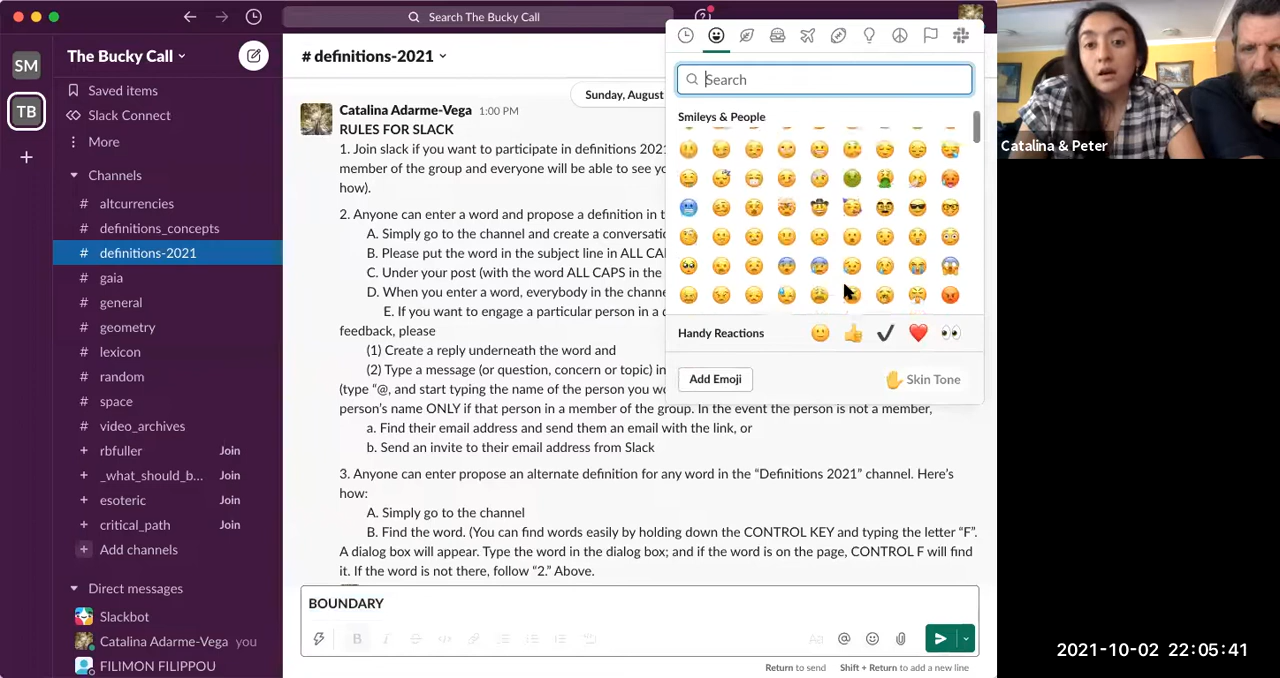 Search The Bucky Call
SM
TB
The Bucky Call
Saved items
Slack Connect
More
Channels
# altcurrencies
# definitions_concepts
# definitions-2021
# gaia
# general
# geometry
# lexicon
# random
# space
# video_archives
+ rbfuller Join
+ _what_should_b... Join
+ esoteric Join
+ critical_path Join
+ Add channels
Direct messages
Slackbot
Catalina Adarme-Vega you
FILIMON FILIPPOU
# definitions-2021
Sunday, August
Catalina Adarme-Vega 1:00 PM
RULES FOR SLACK
1. Join slack if you want to participate in definitions 2021
member of the group and everyone will be able to see yo
how).
2. Anyone can enter a word and propose a definition in t
A. Simply go to the channel and create a conversatio
B. Please put the word in the subject line in ALL CA
C. Under your post (with the word ALL CAPS in the
D. When you enter a word, everybody in the channe
E. If you want to engage a particular person in a d
feedback, please
(1) Create a reply underneath the word and
(2) Type a message (or question, concern or topic) in
(type “@, and start typing the name of the person you wo
person’s name ONLY if that person in a member of the group. In the event the person is not a member,
a. Find their email address and send them an email with the link, or
b. Send an invite to their email address from Slack
3. Anyone can enter propose an alternate definition for any word in the “Definitions 2021” channel. Here’s
how:
A. Simply go to the channel
B. Find the word. (You can find words easily by holding down the CONTROL KEY and typing the letter “F”.
A dialog box will appear. Type the word in the dialog box; and if the word is on the page, CONTROL F will find
it. If the word is not there, follow “2.” Above.
BOUNDARY
Return to send Shift + Return to add a new line
Search
Smileys & People
Handy Reactions
Add Emoji
Skin Tone
Catalina & Peter
2021-10-02 22:05:41